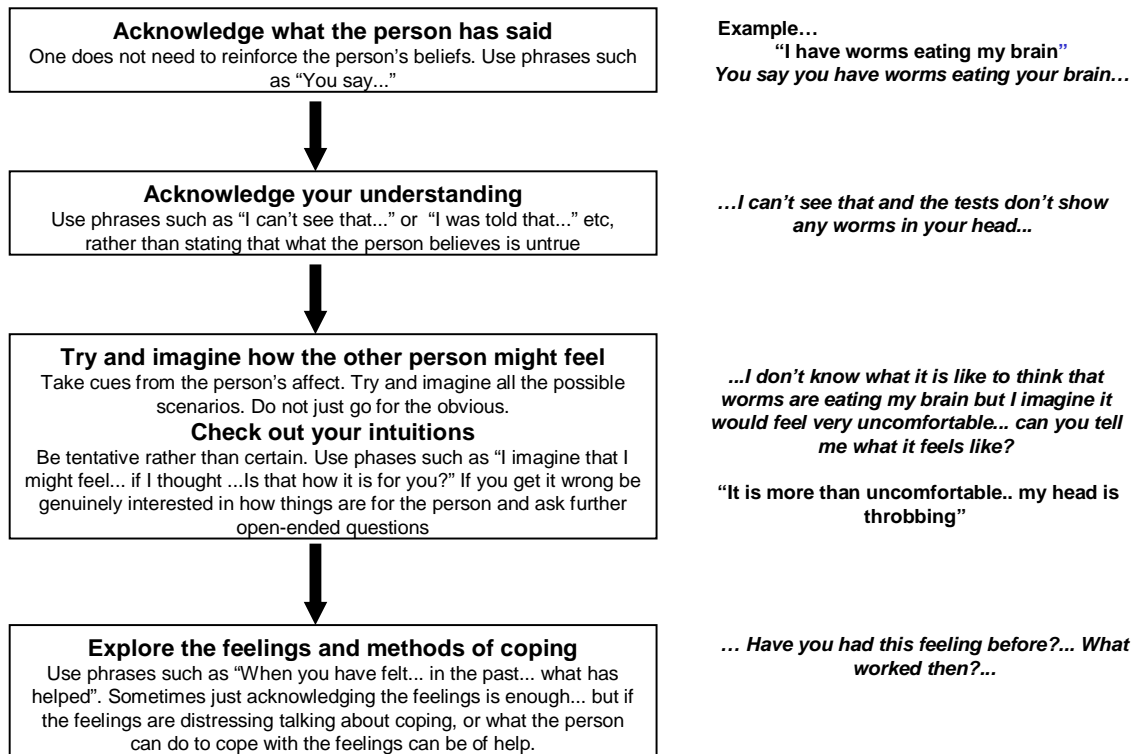 Acknowledge what the person has said
One does not need to reinforce the person's beliefs. Use phrases such
as “You say...”
Example…
“I have worms eating my brain”
You say you have worms eating your brain…
Acknowledge your understanding
Use phrases such as “I can't see that...” or “I was told that...” etc,
rather than stating that what the person believes is untrue
…I can't see that and the tests don't show
any worms in your head...
Try and imagine how the other person might feel
Take cues from the person's affect. Try and imagine all the possible
scenarios. Do not just go for the obvious.
Check out your intuitions
Be tentative rather than certain. Use phases such as “I imagine that I
might feel... if I thought ...Is that how it is for you?” If you get it wrong be
genuinely interested in how things are for the person and ask further
open-ended questions
...I don't know what it is like to think that
worms are eating my brain but I imagine it
would feel very uncomfortable... can you tell
me what it feels like?
“It is more than uncomfortable.. my head is
throbbing”
Explore the feelings and methods of coping
Use phrases such as “When you have felt... in the past... what has
helped”. Sometimes just acknowledging the feelings is enough... but if
the feelings are distressing talking about coping, or what the person
can do to cope with the feelings can be of help.
… Have you had this feeling before?... What
worked then?...